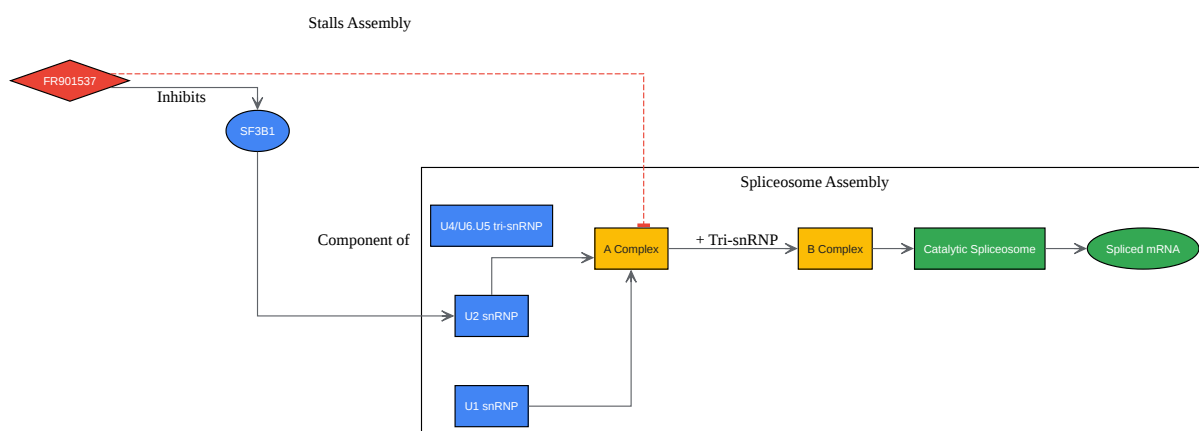 Stalls Assembly
FR901537
Inhibits
SF3B1
Spliceosome Assembly
U4/U6.U5 tri-snRNP
Component of
A Complex
+ Tri-snRNP
B Complex
Catalytic Spliceosome
Spliced mRNA
U2 snRNP
U1 snRNP